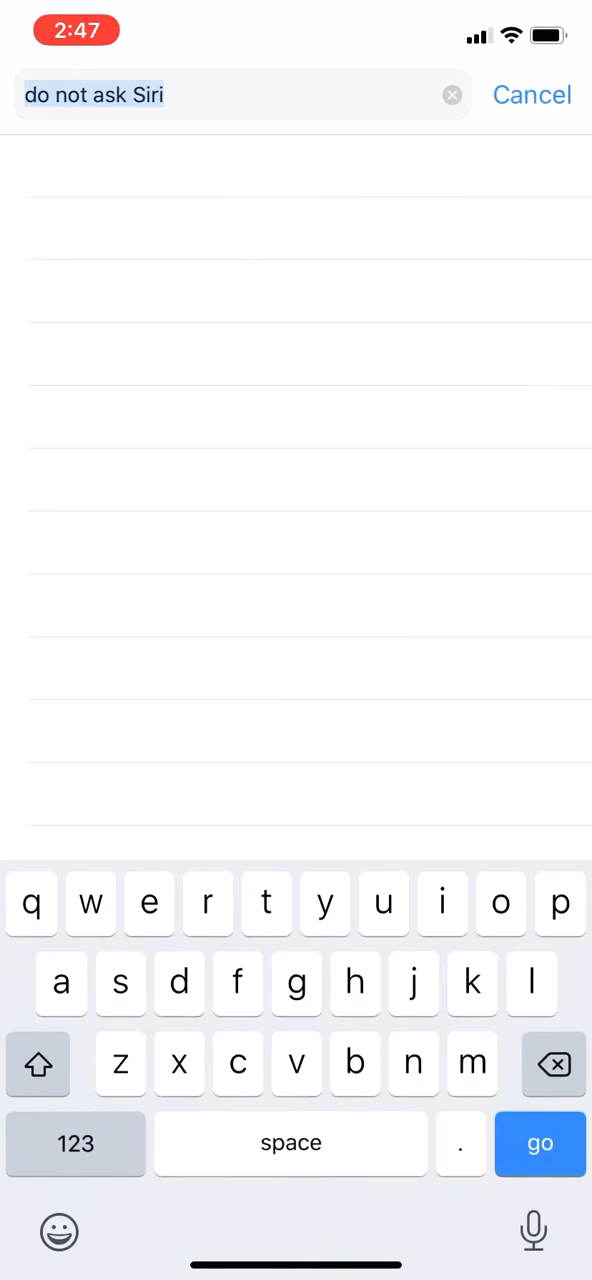 2:47
do not ask Siri
Cancel
q w e r t y u i o p
a s d f g h j k l
z x c v b n m
123 space . go